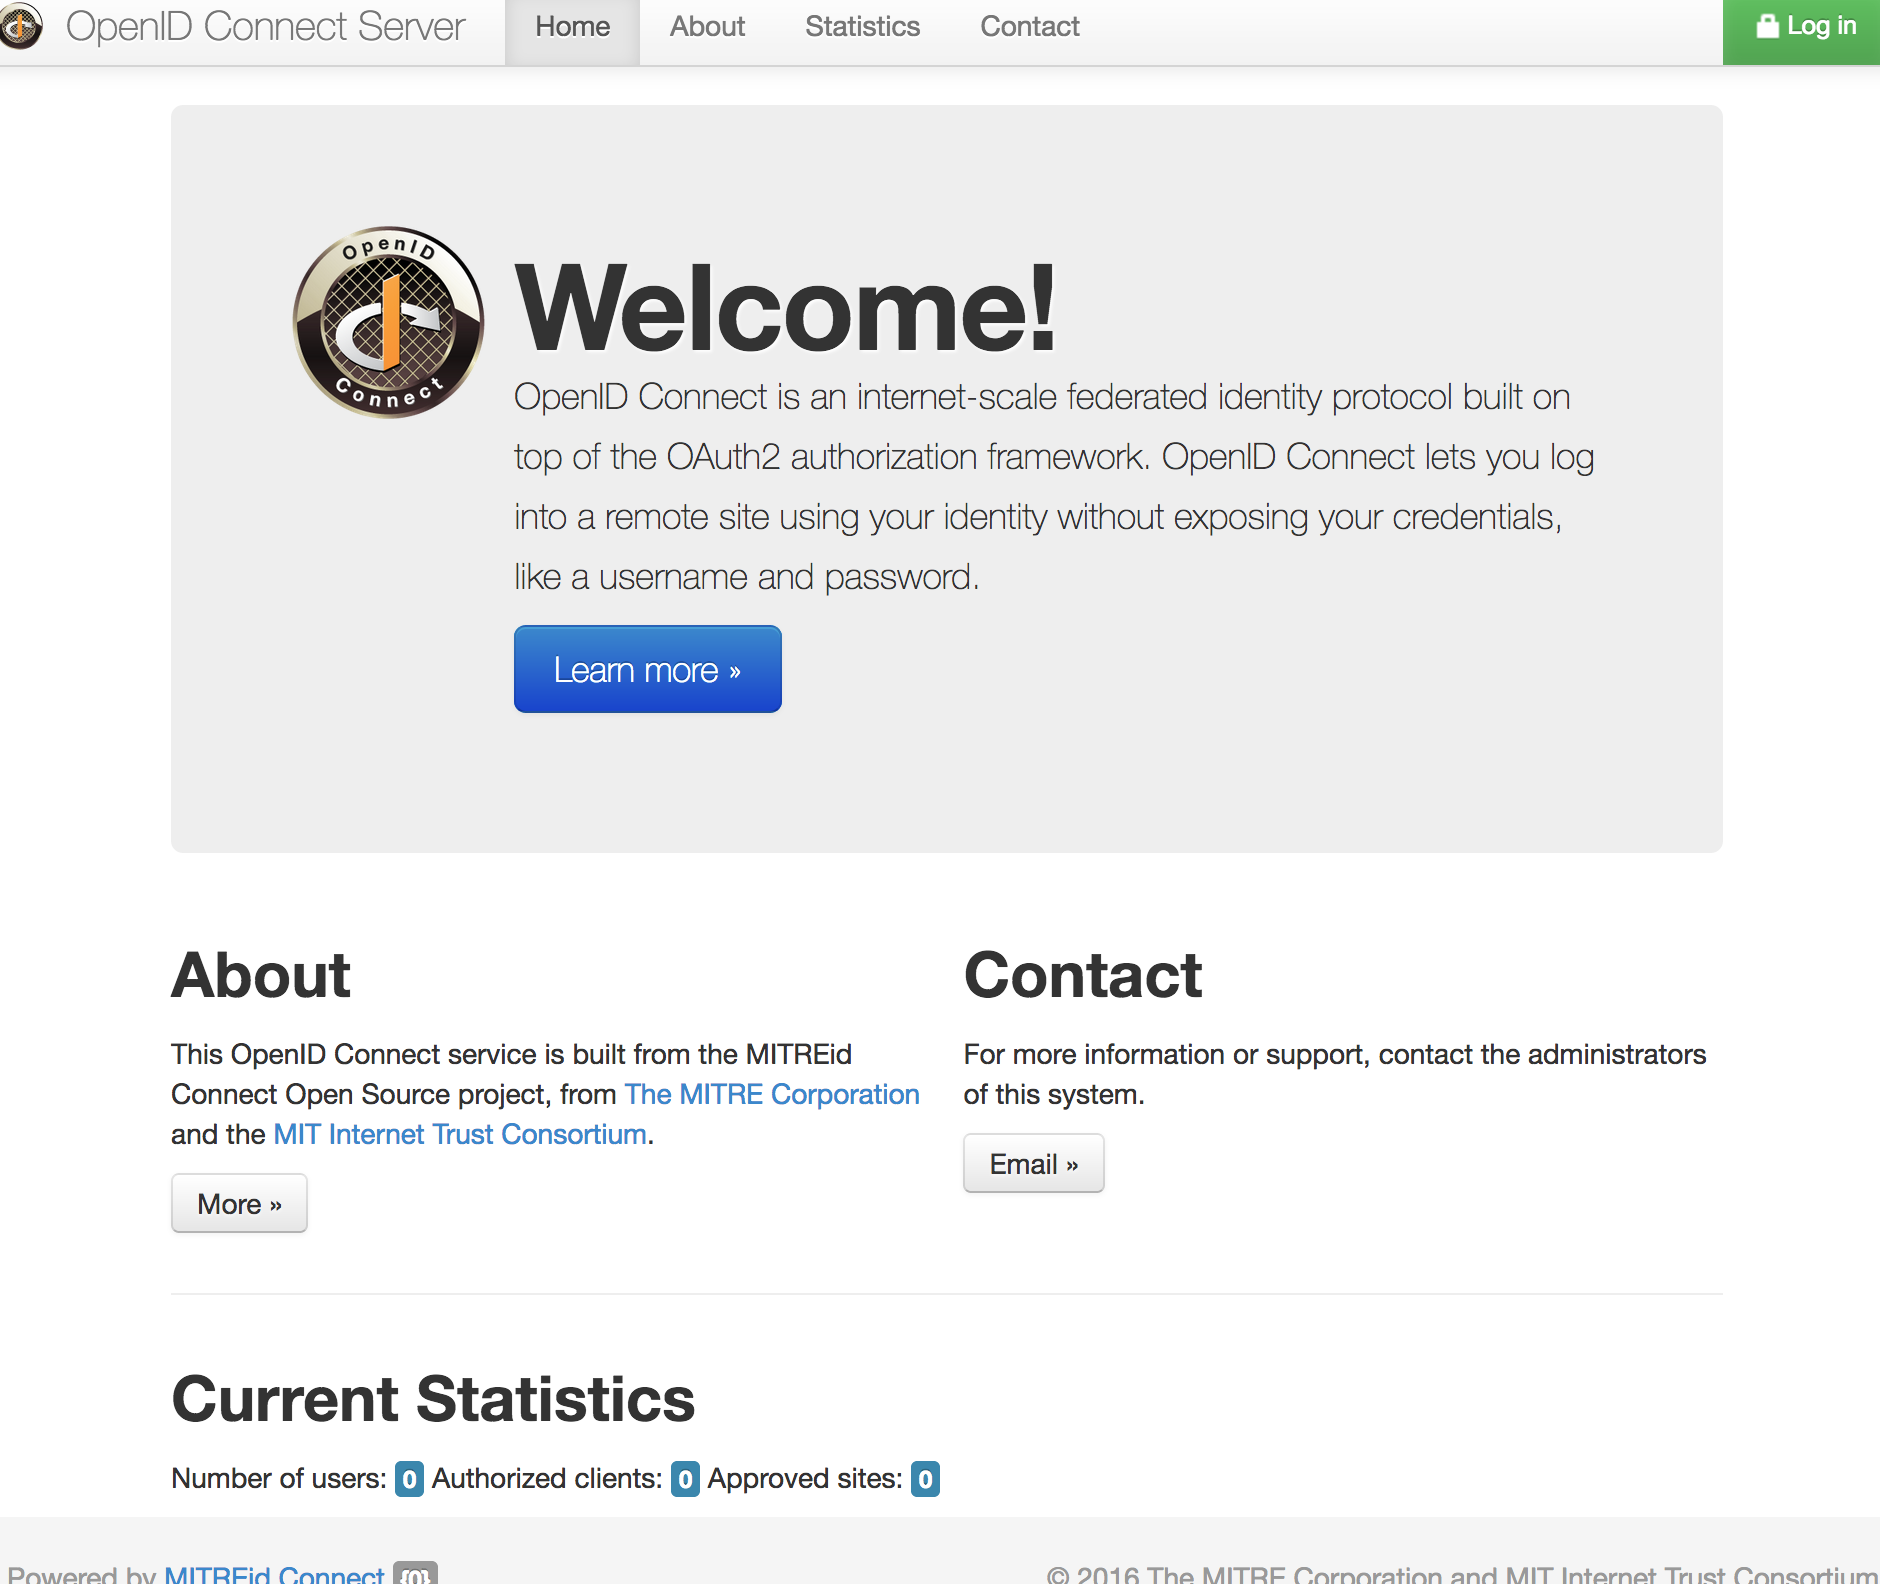 OpenID Connect Server Home About Statistics Contact Log in
OpenID
Connect
Welcome!
OpenID Connect is an internet-scale federated identity protocol built on
top of the OAuth2 authorization framework. OpenID Connect lets you log
into a remote site using your identity without exposing your credentials,
like a username and password.
Learn more »
About
This OpenID Connect service is built from the MITREid
Connect Open Source project, from The MITRE Corporation
and the MIT Internet Trust Consortium.
More »
Contact
For more information or support, contact the administrators
of this system.
Email »
Current Statistics
Number of users: 0 Authorized clients: 0 Approved sites: 0
Powered by MITREid Connect {0}
© 2016 The MITRE Corporation and MIT Internet Trust Consortium